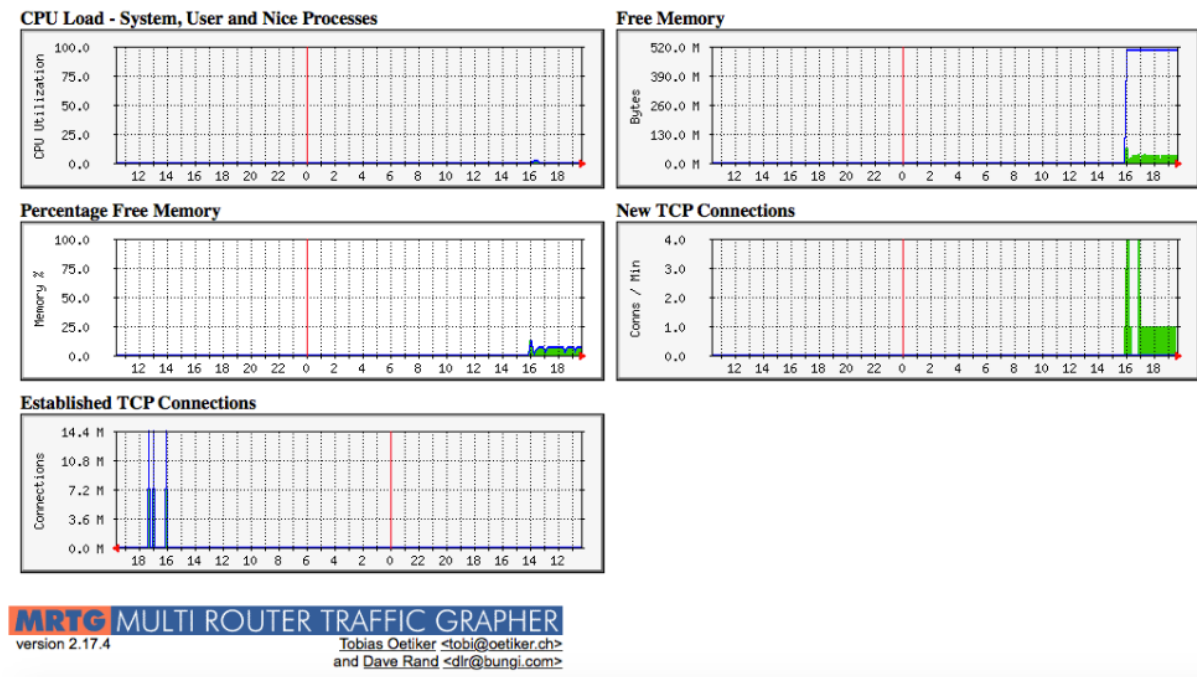 CPU Load - System, User and Nice Processes
CPU Utilization
100.0
75.0
50.0
25.0
0.0
12 14 16 18 20 22 0 2 4 6 8 10 12 14 16 18
Free Memory
Bytes
520.0 M
390.0 M
260.0 M
130.0 M
0.0 M
12 14 16 18 20 22 0 2 4 6 8 10 12 14 16 18
Percentage Free Memory
Memory %
100.0
75.0
50.0
25.0
0.0
12 14 16 18 20 22 0 2 4 6 8 10 12 14 16 18
New TCP Connections
Conns / Min
4.0
3.0
2.0
1.0
0.0
12 14 16 18 20 22 0 2 4 6 8 10 12 14 16 18
Established TCP Connections
Connections
14.4 M
10.8 M
7.2 M
3.6 M
0.0 M
18 16 14 12 10 8 6 4 2 0 22 20 18 16 14 12
MRTG MULTI ROUTER TRAFFIC GRAPHER
version 2.17.4
Tobias Oetiker <tobi@oetiker.ch>
and Dave Rand <dlr@bungi.com>